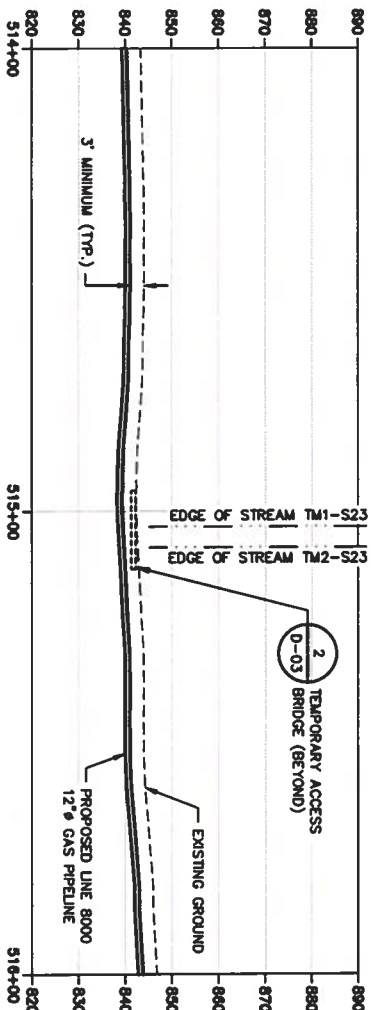 890
880
870
860
850
840
830
820
514+00
3' MINIMUM (TYP.)
515+00
EDGE OF STREAM TM1-S23
EDGE OF STREAM TM2-S23
2
D-03
TEMPORARY ACCESS
BRIDGE (BEYOND)
EXISTING GROUND
PROPOSED LINE 8000
12"ø GAS PIPELINE
890
880
870
860
850
840
830
820
516+00